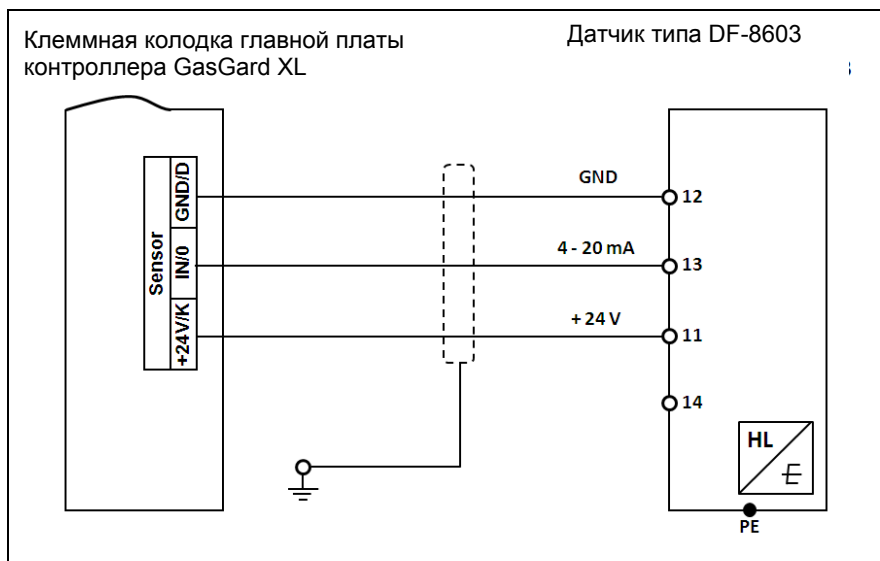 Клеммная колодка главной платы
контроллера GasGard XL
Датчик типа DF-8603
Sensor
GND/D
IN/0
+24V/K
GND
4 - 20 mA
+ 24 V
12
13
11
14
HL
E
PE